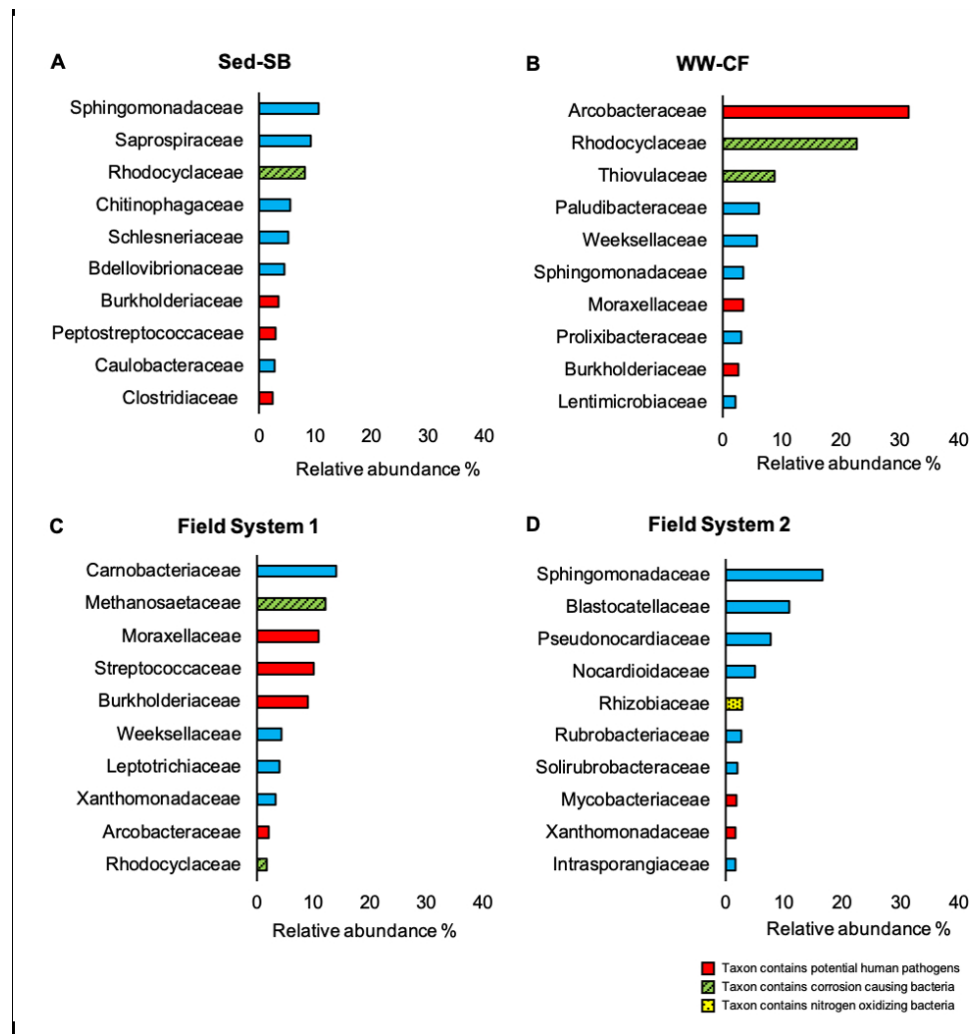 A Sed-SB
Sphingomonadaceae
Saprospiraceae
Rhodocyclaceae
Chitinophagaceae
Schlesneriaceae
Bdellovibrionaceae
Burkholderiaceae
Peptostreptococcaceae
Caulobacteraceae
Clostridiaceae
0 10 20 30 40
Relative abundance %
B WW-CF
Arcobacteraceae
Rhodocyclaceae
Thiovulaceae
Paludibacteraceae
Weeksellaceae
Sphingomonadaceae
Moraxellaceae
Prolixibacteraceae
Burkholderiaceae
Lentimicrobiaceae
0 10 20 30 40
Relative abundance %
C Field System 1
Carnobacteriaceae
Methanosaetaceae
Moraxellaceae
Streptococcaceae
Burkholderiaceae
Weeksellaceae
Leptotrichiaceae
Xanthomonadaceae
Arcobacteraceae
Rhodocyclaceae
0 10 20 30 40
Relative abundance %
D Field System 2
Sphingomonadaceae
Blastocatellaceae
Pseudonocardiaceae
Nocardioidaceae
Rhizobiaceae
Rubrobacteriaceae
Solirubrobacteraceae
Mycobacteriaceae
Xanthomonadaceae
Intrasporangiaceae
0 10 20 30 40
Relative abundance %
Taxon contains potential human pathogens
Taxon contains corrosion causing bacteria
Taxon contains nitrogen oxidizing bacteria